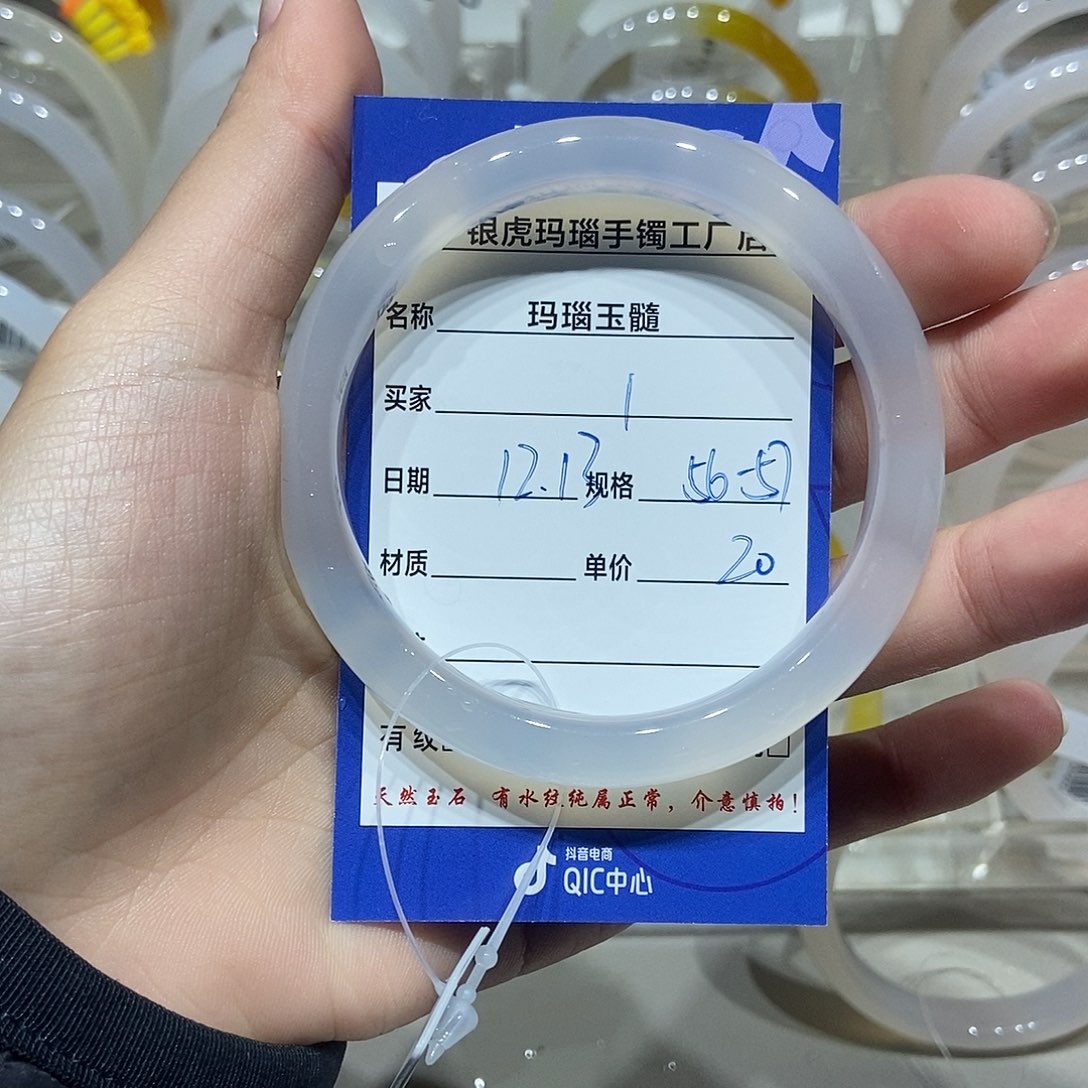 银虎玛瑙手镯工厂店
名称 玛瑙玉髓
买家 1
日期 12.13 规格 56-57
材质 单价 20
有纹
天然玉石 有水纹纯属正常，介意慎拍！
抖音电商
QIC中心